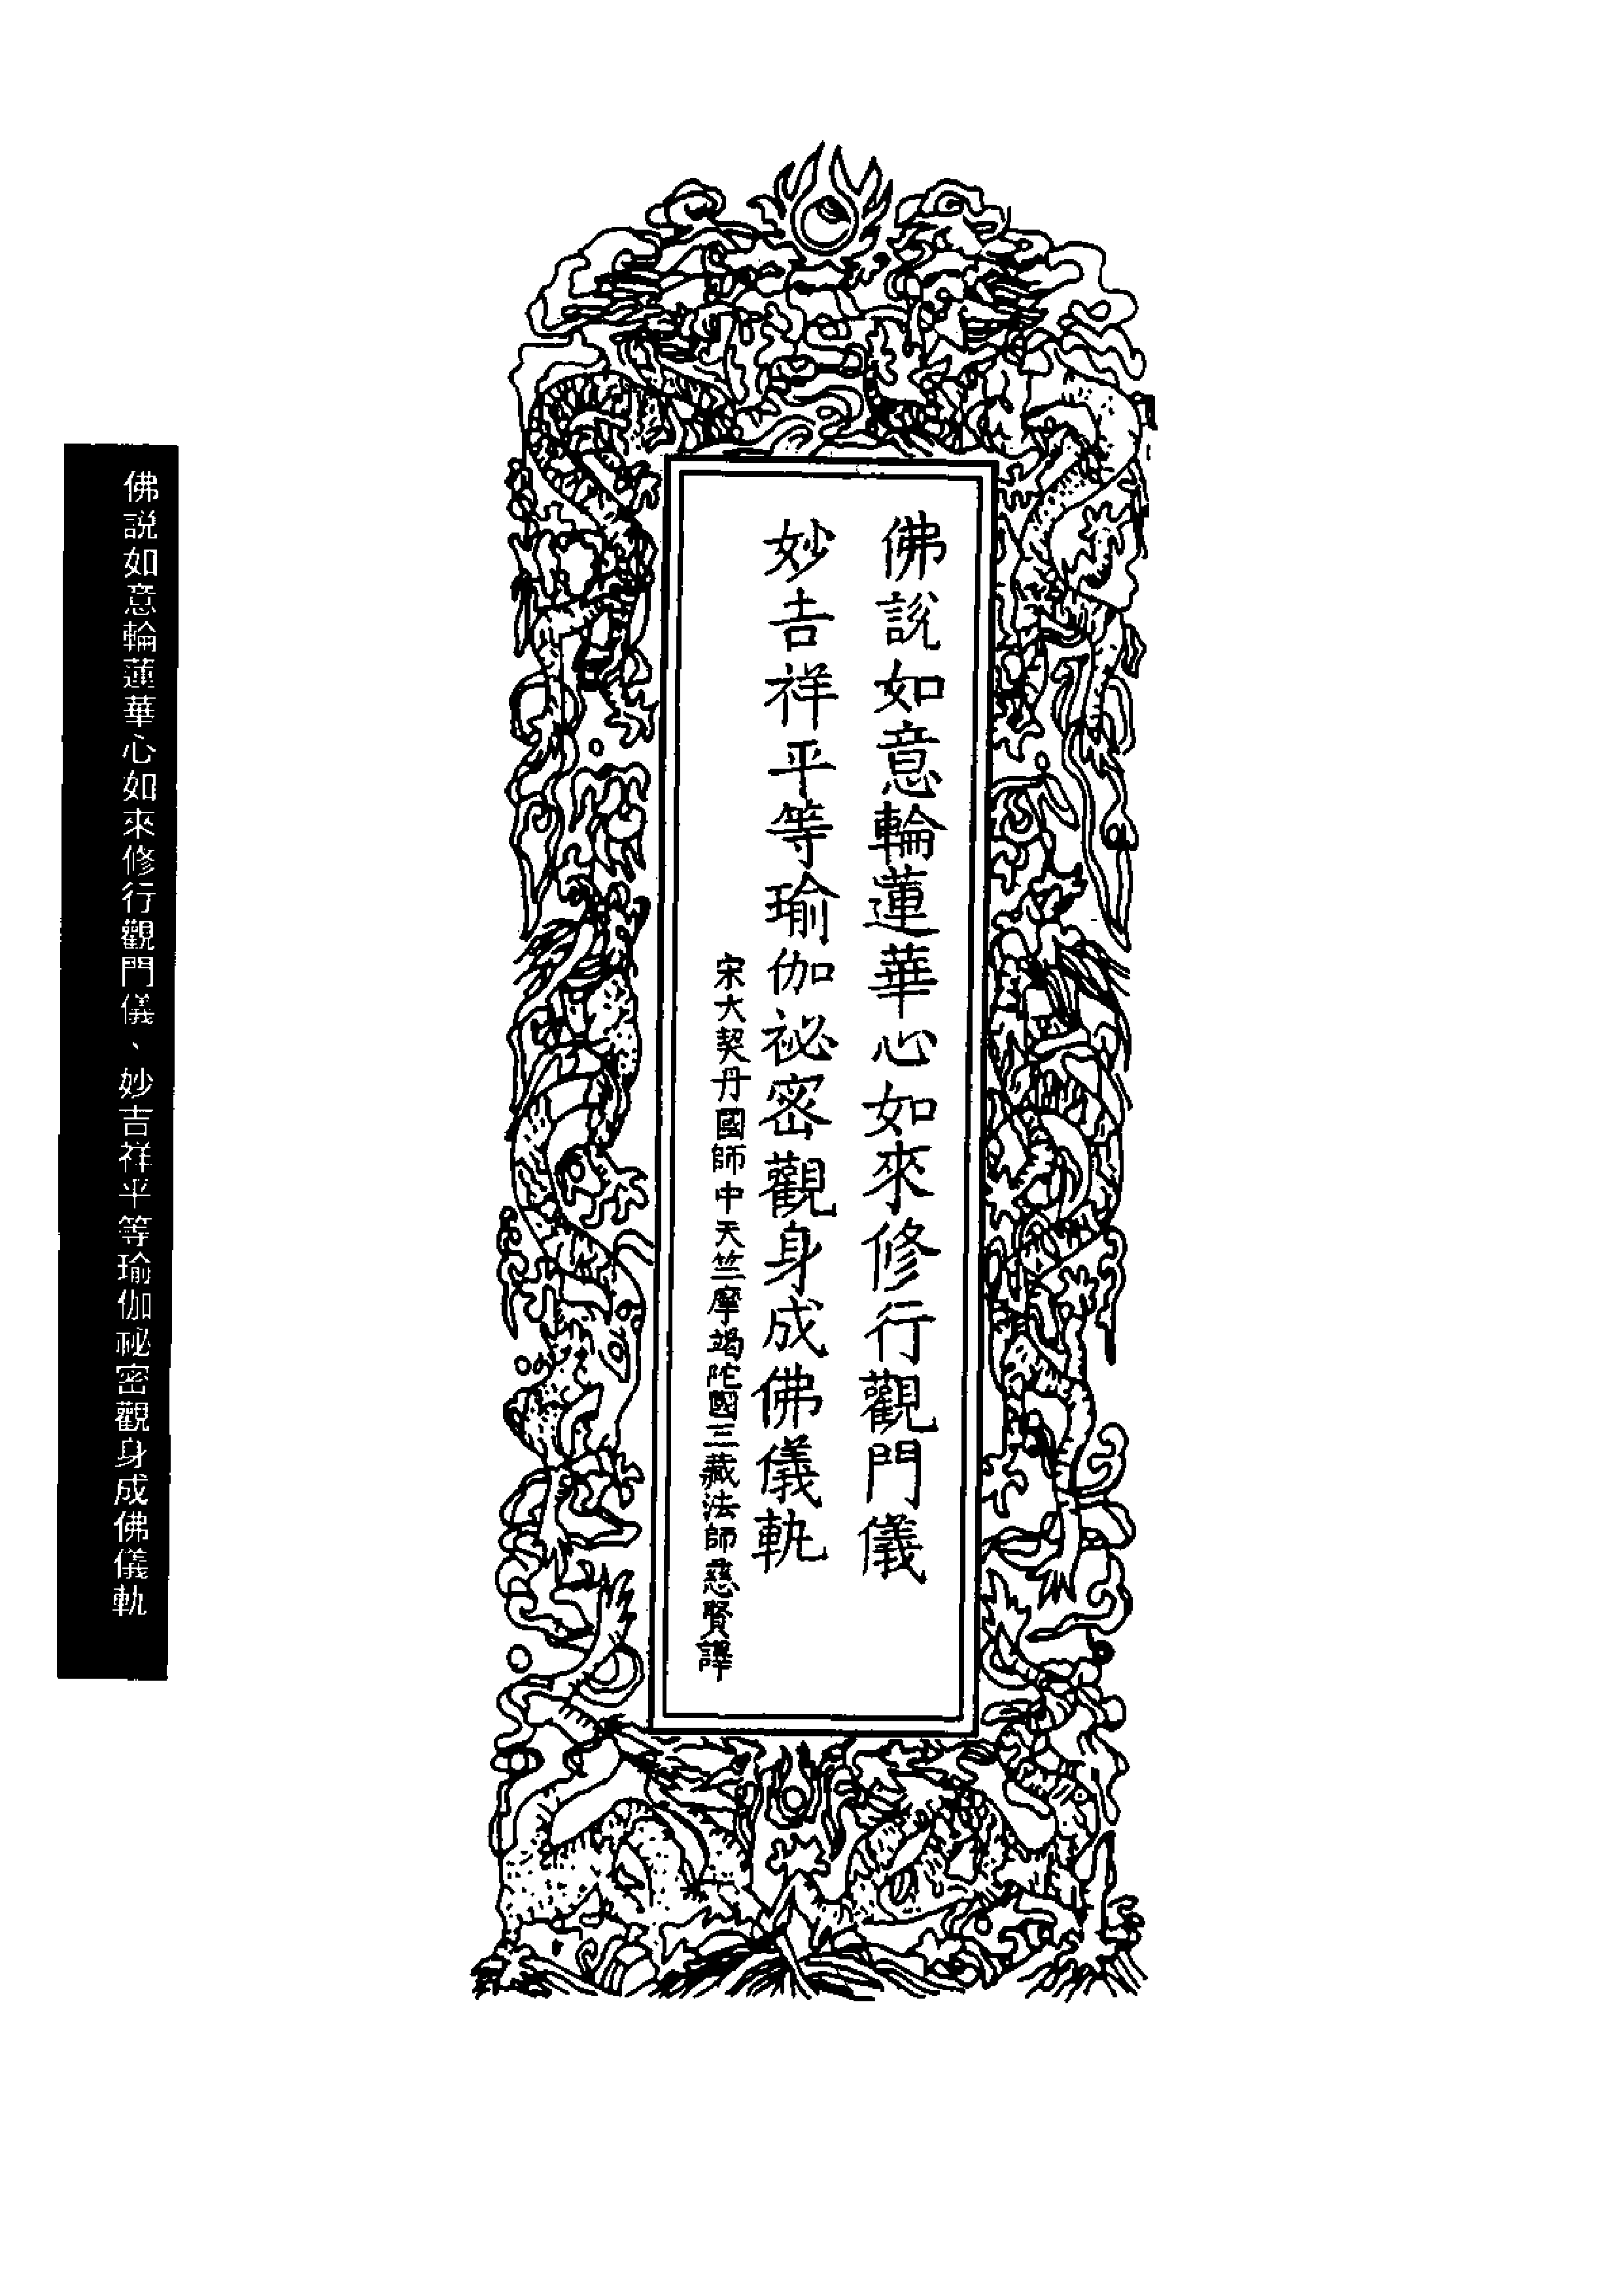 佛說如意輪蓮華心如來修行觀門儀
妙吉祥平等瑜伽祕密觀身成佛儀軌
宋大契丹國師中天竺摩竭陀國三藏法師慈賢譯
佛説如意輪蓮華心如來修行觀門儀、妙吉祥平等瑜伽祕密觀身成佛儀軌